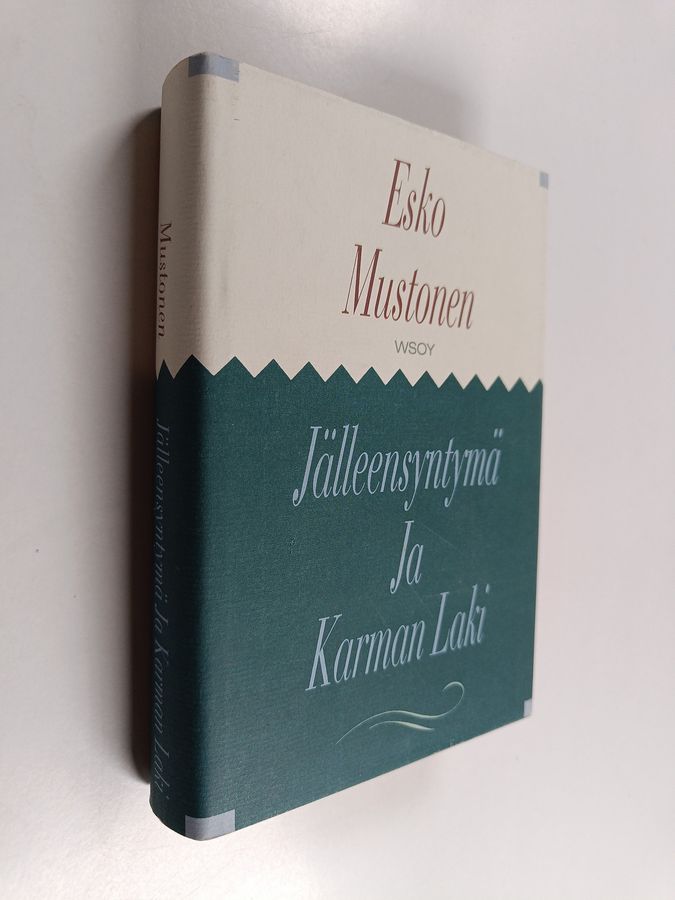 Esko
Mustonen
WSOY
Jälleensyntymä
Ja
Karman Laki
Mustonen
Jälleensyntymä Ja Karman Laki